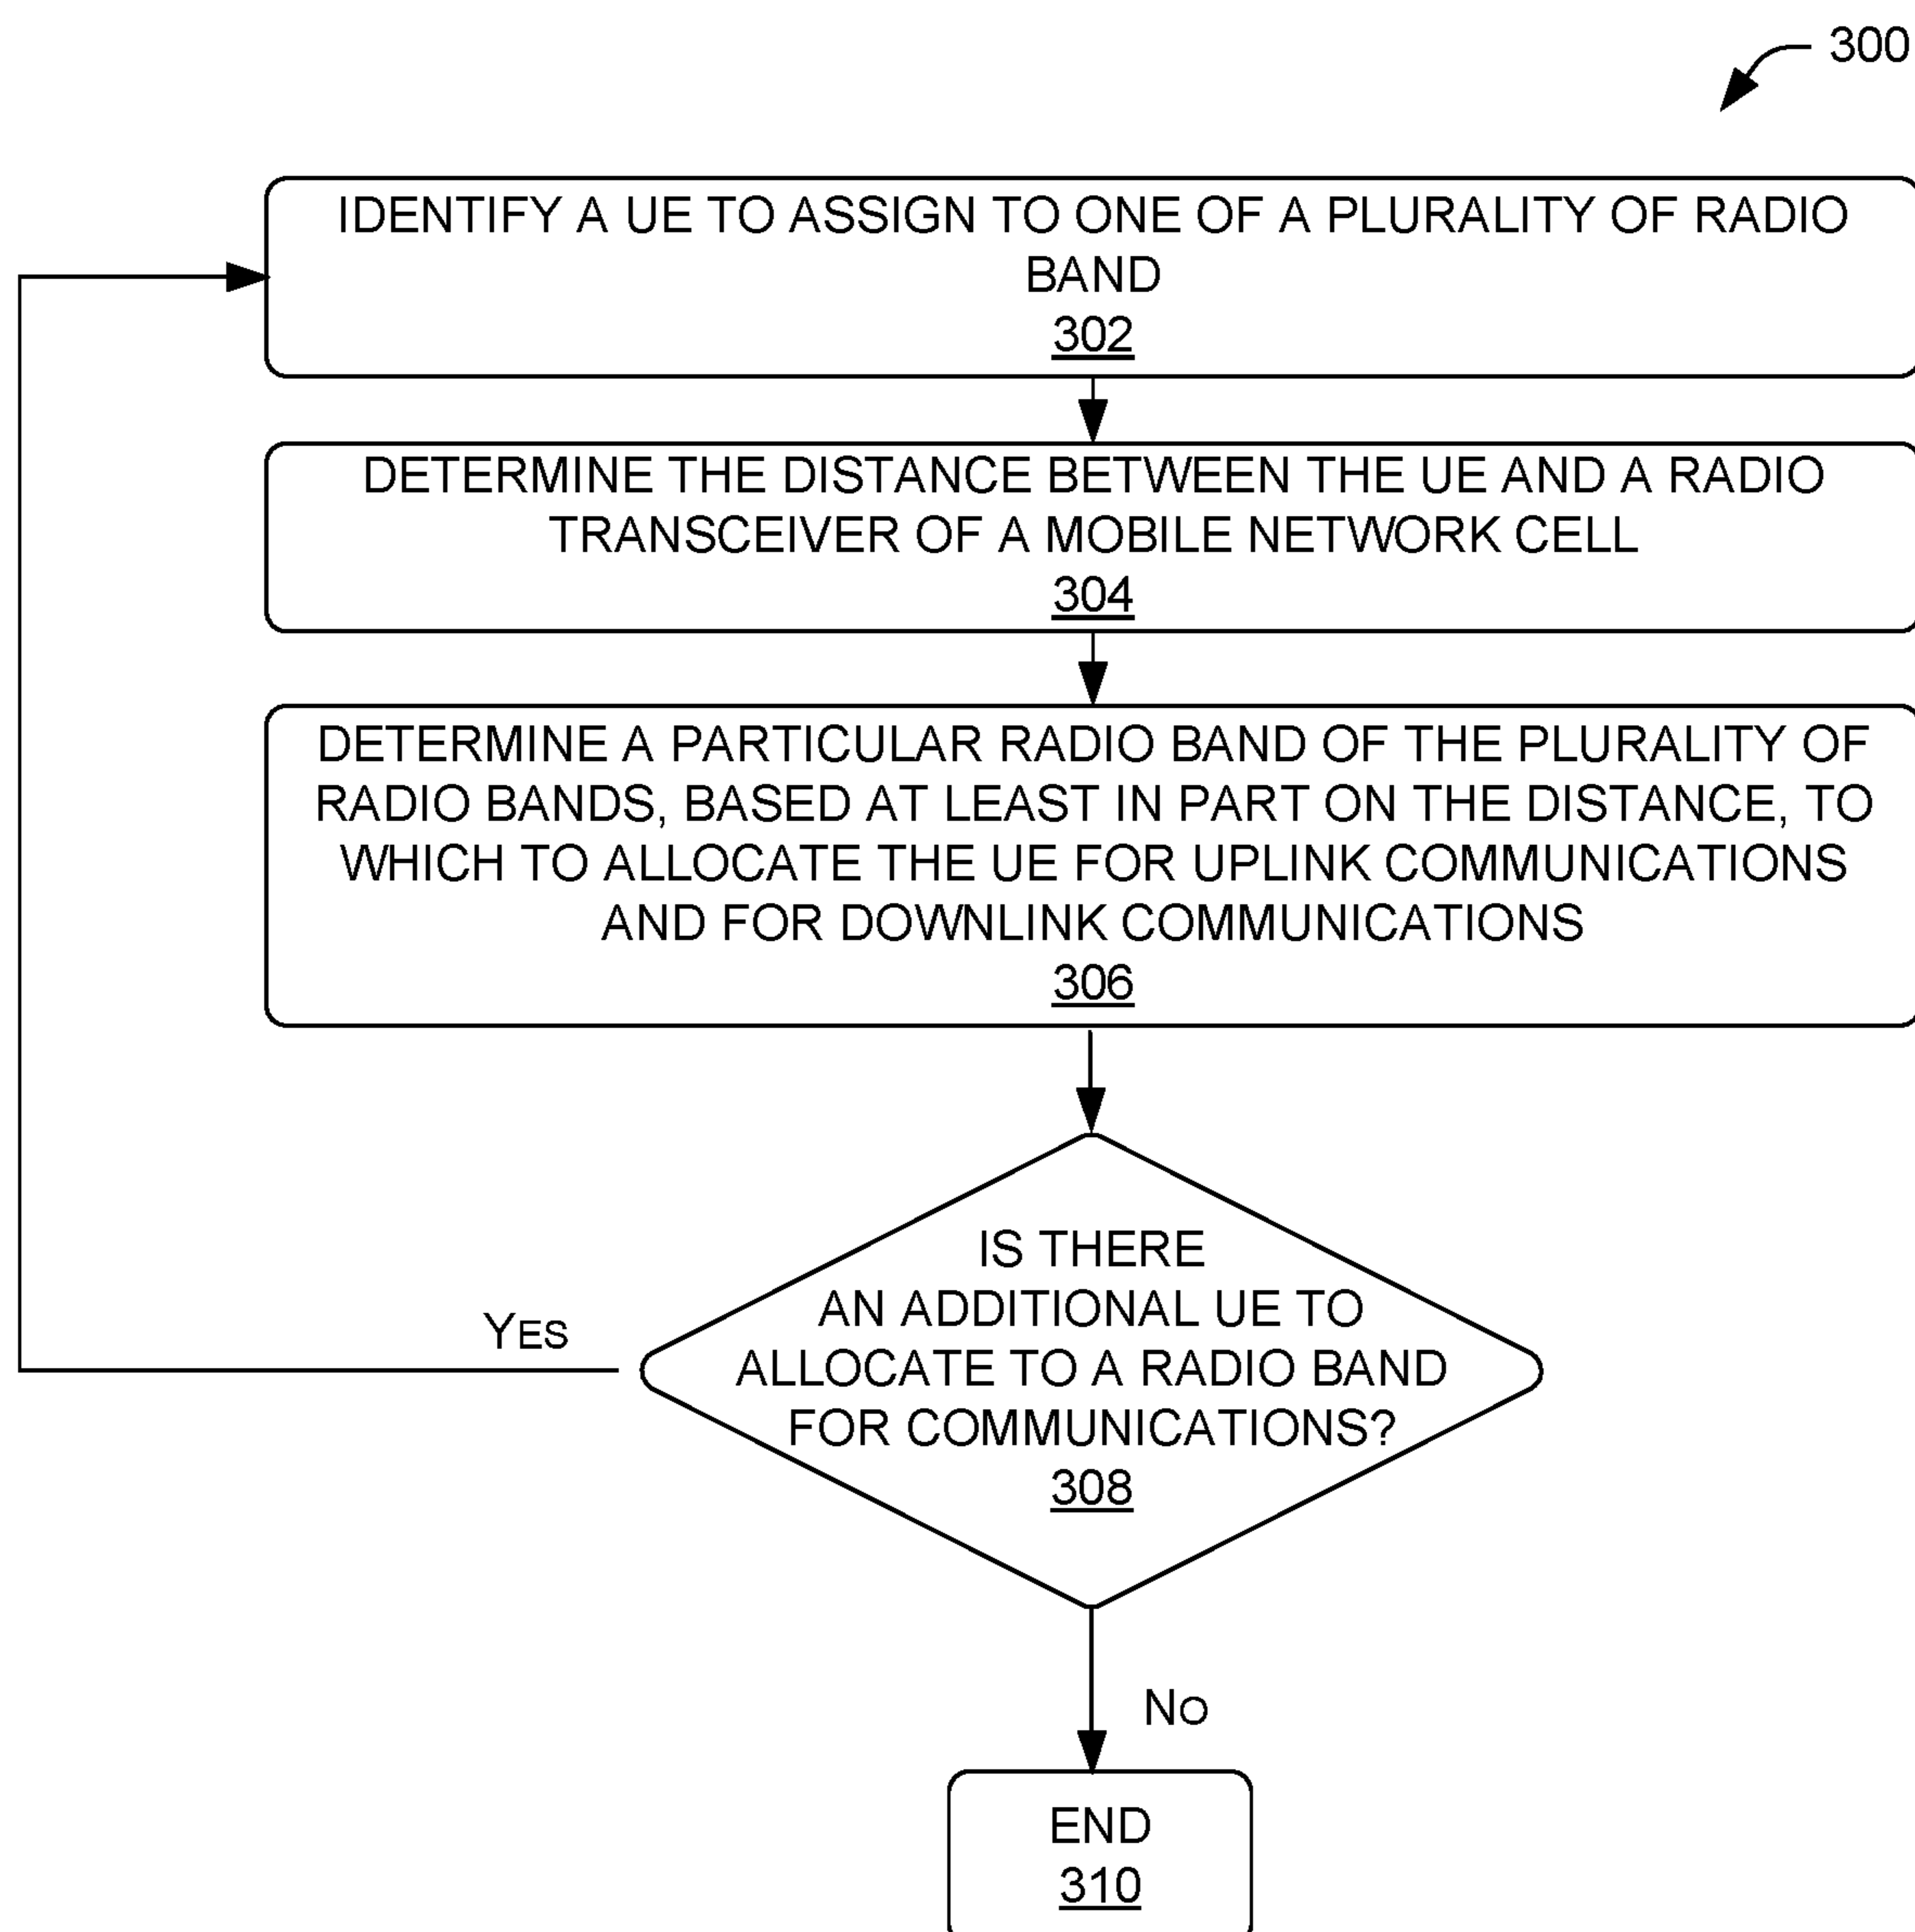 300
IDENTIFY A UE TO ASSIGN TO ONE OF A PLURALITY OF RADIO
BAND
302
DETERMINE THE DISTANCE BETWEEN THE UE AND A RADIO
TRANSCEIVER OF A MOBILE NETWORK CELL
304
DETERMINE A PARTICULAR RADIO BAND OF THE PLURALITY OF
RADIO BANDS, BASED AT LEAST IN PART ON THE DISTANCE, TO
WHICH TO ALLOCATE THE UE FOR UPLINK COMMUNICATIONS
AND FOR DOWNLINK COMMUNICATIONS
306
IS THERE
AN ADDITIONAL UE TO
ALLOCATE TO A RADIO BAND
FOR COMMUNICATIONS?
308
YES
NO
END
310